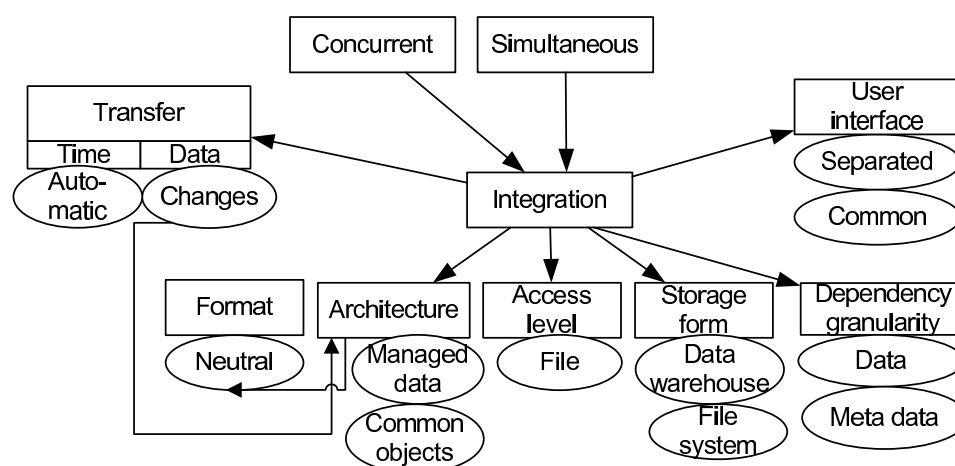 Concurrent
Simultaneous
Transfer
Time
Data
Auto-
matic
Changes
User
interface
Separated
Common
Integration
Format
Neutral
Architecture
Managed
data
Common
objects
Access
level
File
Storage
form
Data
warehouse
File
system
Dependency
granularity
Data
Meta data